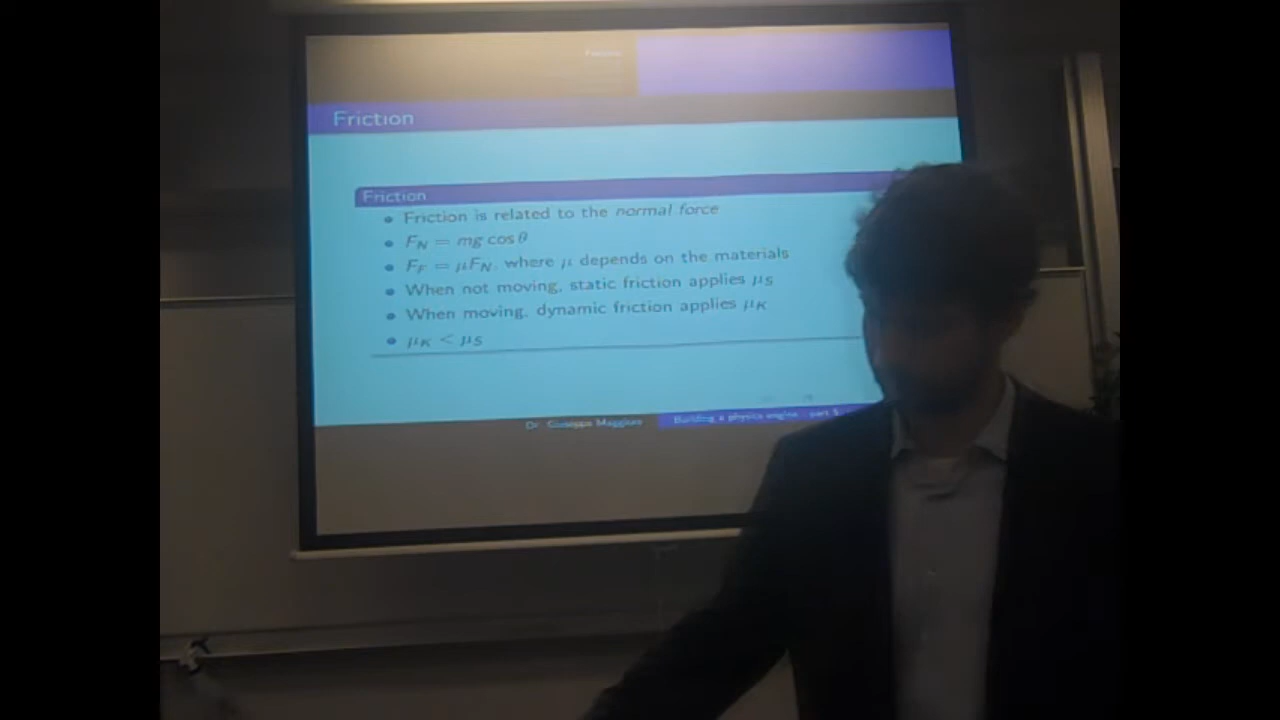 Friction
Friction
Friction is related to the normal force
F_N = mg cos θ
F_F = μF_N, where μ depends on the materials
When not moving, static friction applies μ_S
When moving, dynamic friction applies μ_K
μ_K < μ_S
Dr. Giuseppe Maggiore
Building a physics engine - part 5